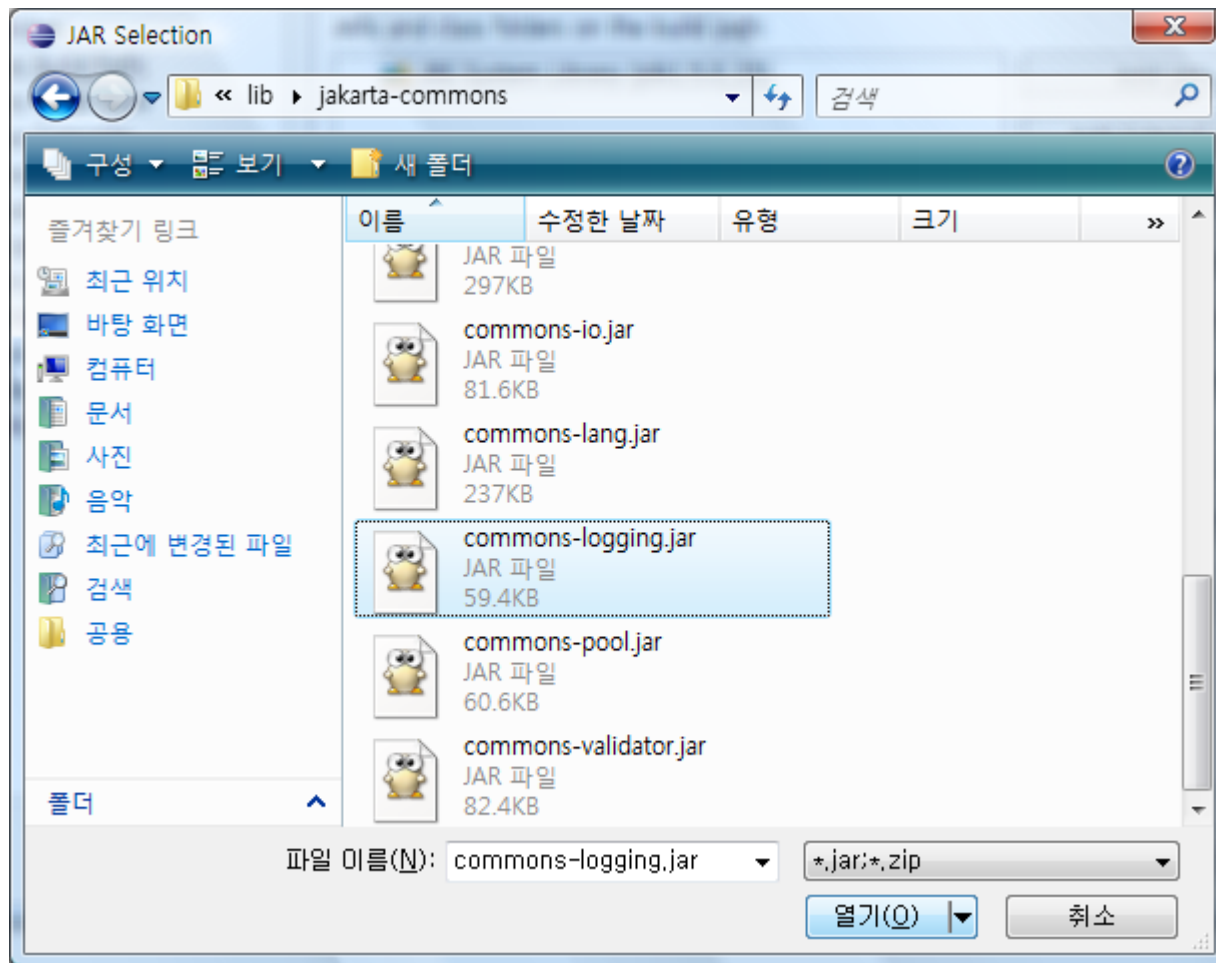 JAR Selection
« lib ▸ jakarta-commons
검색
구성
보기
새 폴더
즐겨찾기 링크
최근 위치
바탕 화면
컴퓨터
문서
사진
음악
최근에 변경된 파일
검색
공용
폴더
이름 수정한 날짜 유형 크기 »
JAR 파일
297KB
commons-io.jar
JAR 파일
81.6KB
commons-lang.jar
JAR 파일
237KB
commons-logging.jar
JAR 파일
59.4KB
commons-pool.jar
JAR 파일
60.6KB
commons-validator.jar
JAR 파일
82.4KB
파일 이름(N): commons-logging.jar
*.jar;*.zip
열기(O)
취소